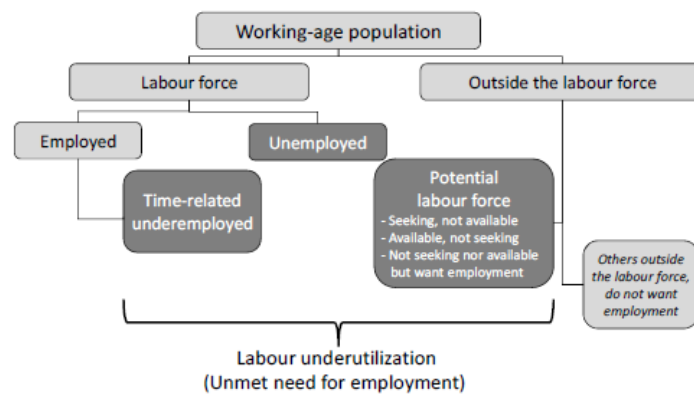 Working-age population
Labour force
Outside the labour force
Employed
Unemployed
Time-related
underemployed
Potential
labour force
- Seeking, not available
- Available, not seeking
- Not seeking nor available
but want employment
Others outside
the labour force,
do not want
employment
Labour underutilization
(Unmet need for employment)